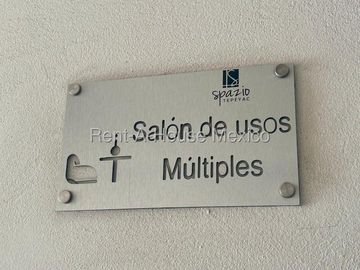 spazio
TEPEYAC
Salón de usos
Rent-A-House Mexico
Múltiples